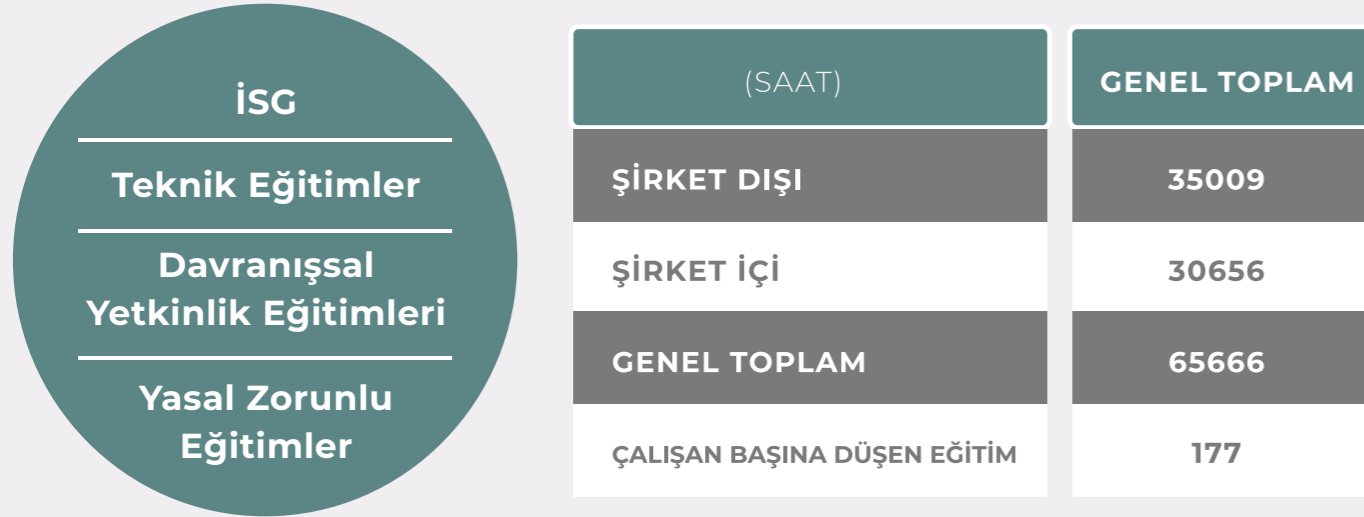 İSG
Teknik Eğitimler
Davranışsal
Yetkinlik Eğitimleri
Yasal Zorunlu
Eğitimler
(SAAT) GENEL TOPLAM
ŞİRKET DIŞI 35009
ŞİRKET İÇİ 30656
GENEL TOPLAM 65666
ÇALIŞAN BAŞINA DÜŞEN EĞİTİM 177